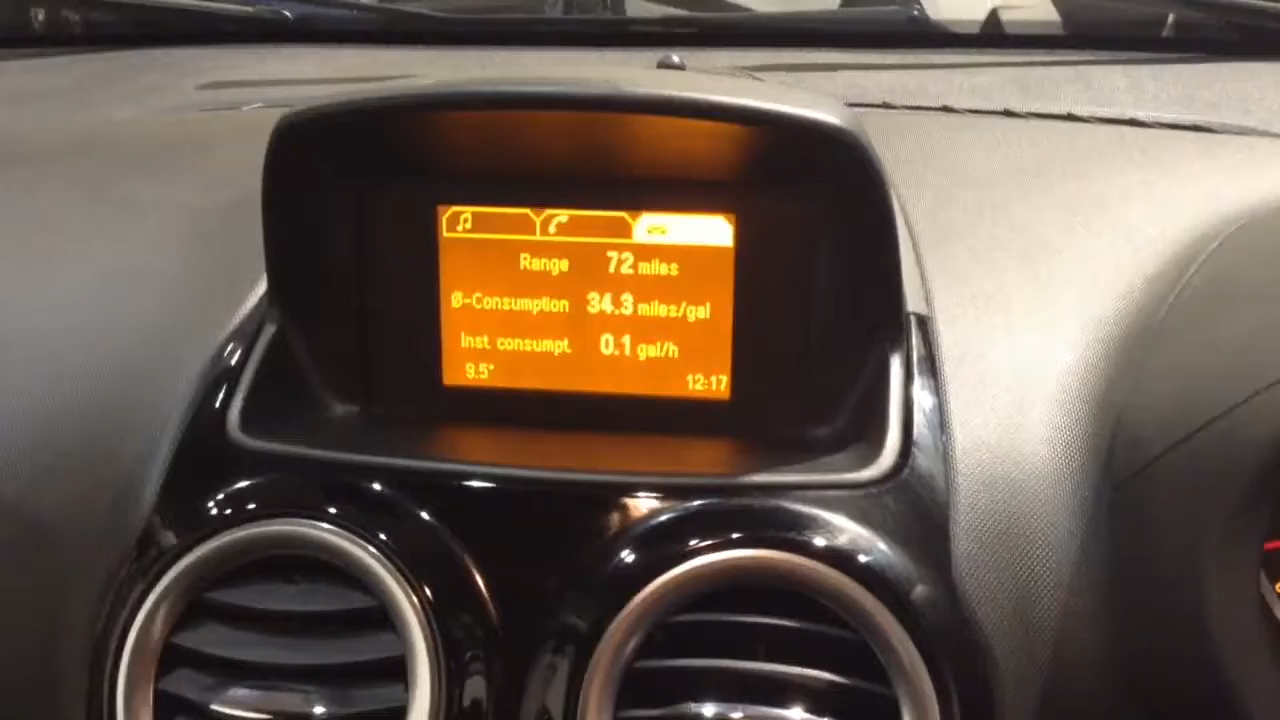 Range 72 miles
Ø-Consumption 34.3 miles/gal
Inst. consumpt. 0.1 gal/h
9.5° 12:17